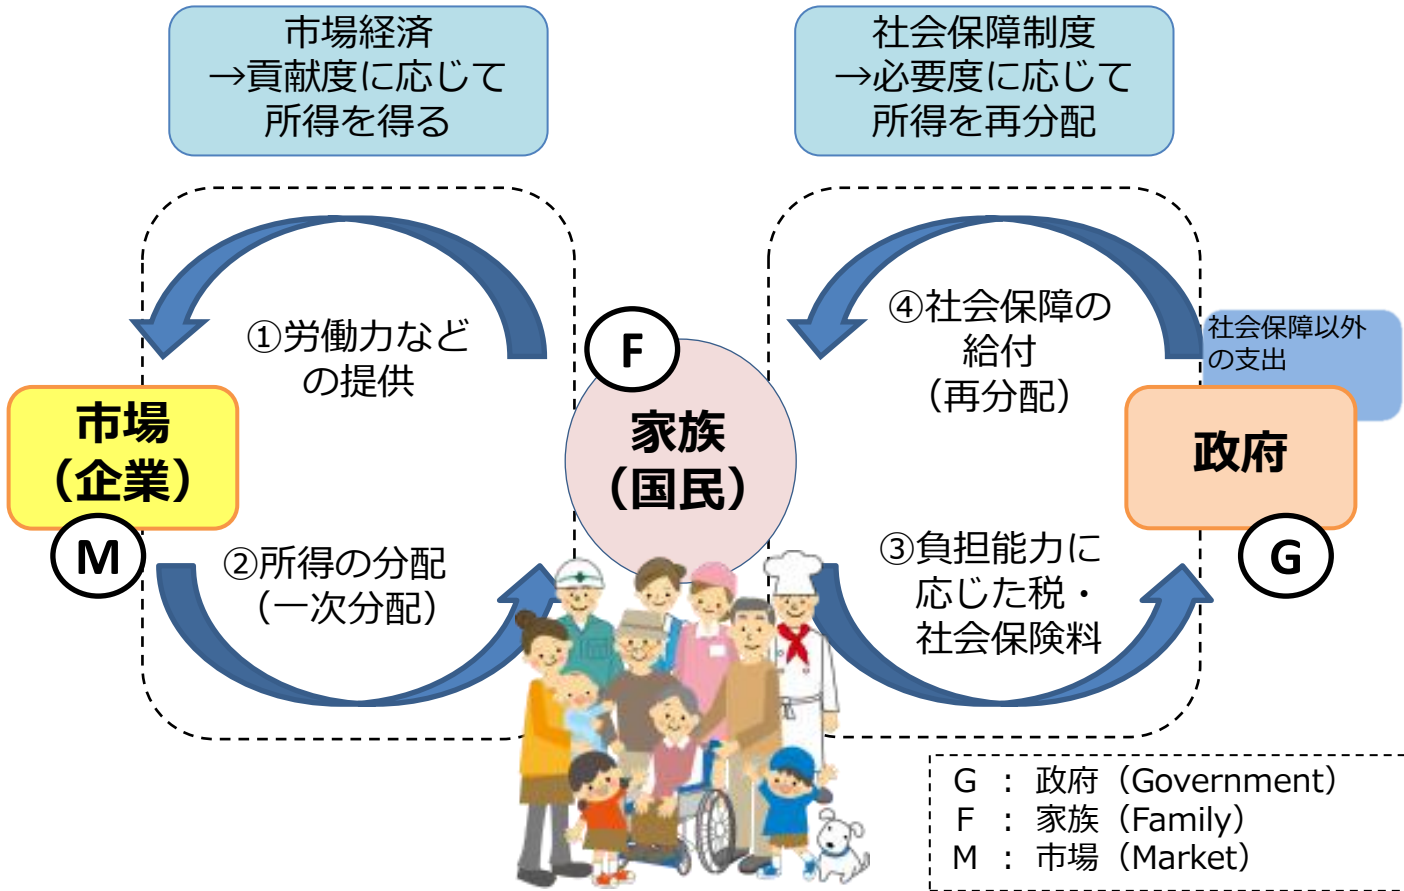 市場経済
→貢献度に応じて
所得を得る
社会保障制度
→必要度に応じて
所得を再分配
①労働力など
の提供
F
④社会保障の
給付
（再分配）
社会保障以外
の支出
市場
（企業）
M
家族
（国民）
政府
G
②所得の分配
（一次分配）
③負担能力に
応じた税・
社会保険料
G ： 政府（Government）
F ： 家族（Family）
M ： 市場（Market）